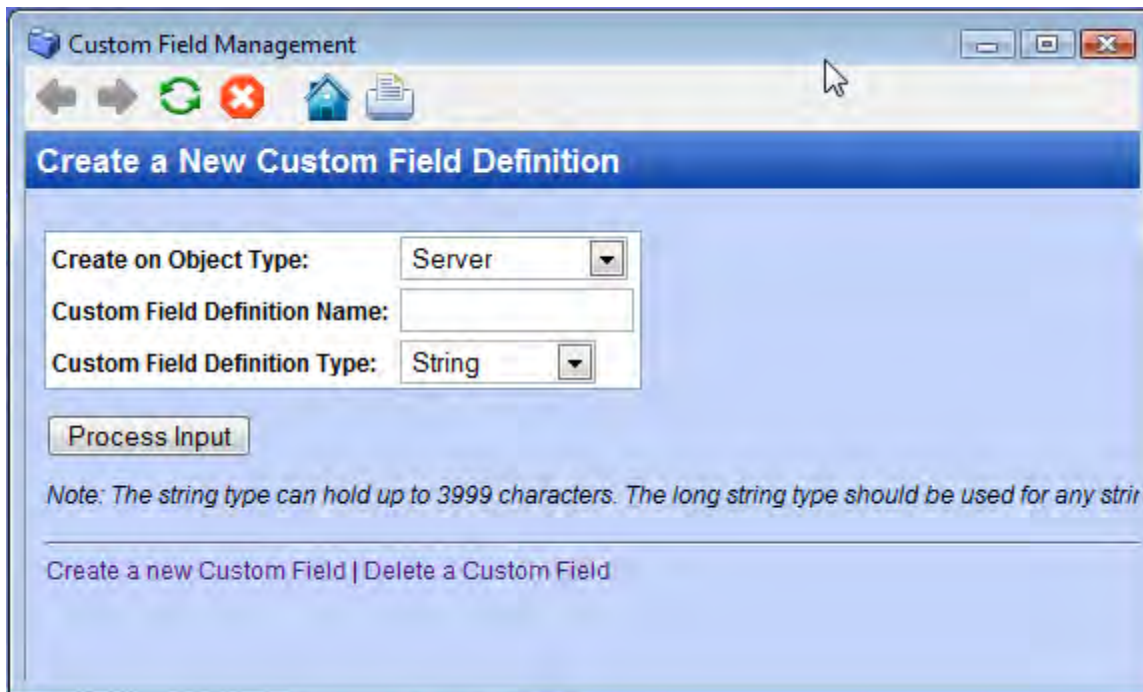 Custom Field Management
Create a New Custom Field Definition
Create on Object Type: Server
Custom Field Definition Name:
Custom Field Definition Type: String
Process Input
Note: The string type can hold up to 3999 characters. The long string type should be used for any
Create a new Custom Field | Delete a Custom Field